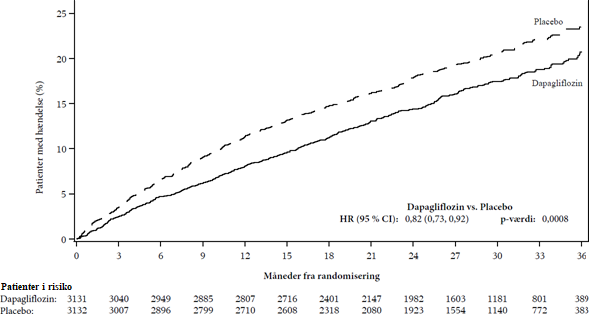 25
20
15
10
5
0
Patienter med hændelse (%)
Placebo
Dapagliflozin
Dapagliflozin vs. Placebo
HR (95 % CI): 0,82 (0,73, 0,92) p-værdi: 0,0008
0 3 6 9 12 15 18 21 24 27 30 33 36
Måneder fra randomisering
Patienter i risiko
Dapagliflozin: 3131 3040 2949 2885 2807 2716 2401 2147 1982 1603 1181 801 389
Placebo: 3132 3007 2896 2799 2710 2608 2318 2080 1923 1554 1140 772 383